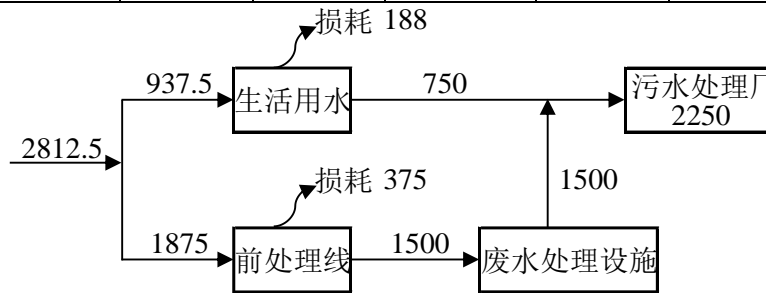 损耗 188
937.5
生活用水
750
污水处理厂
2250
2812.5
损耗 375
1500
1875
前处理线
1500
废水处理设施